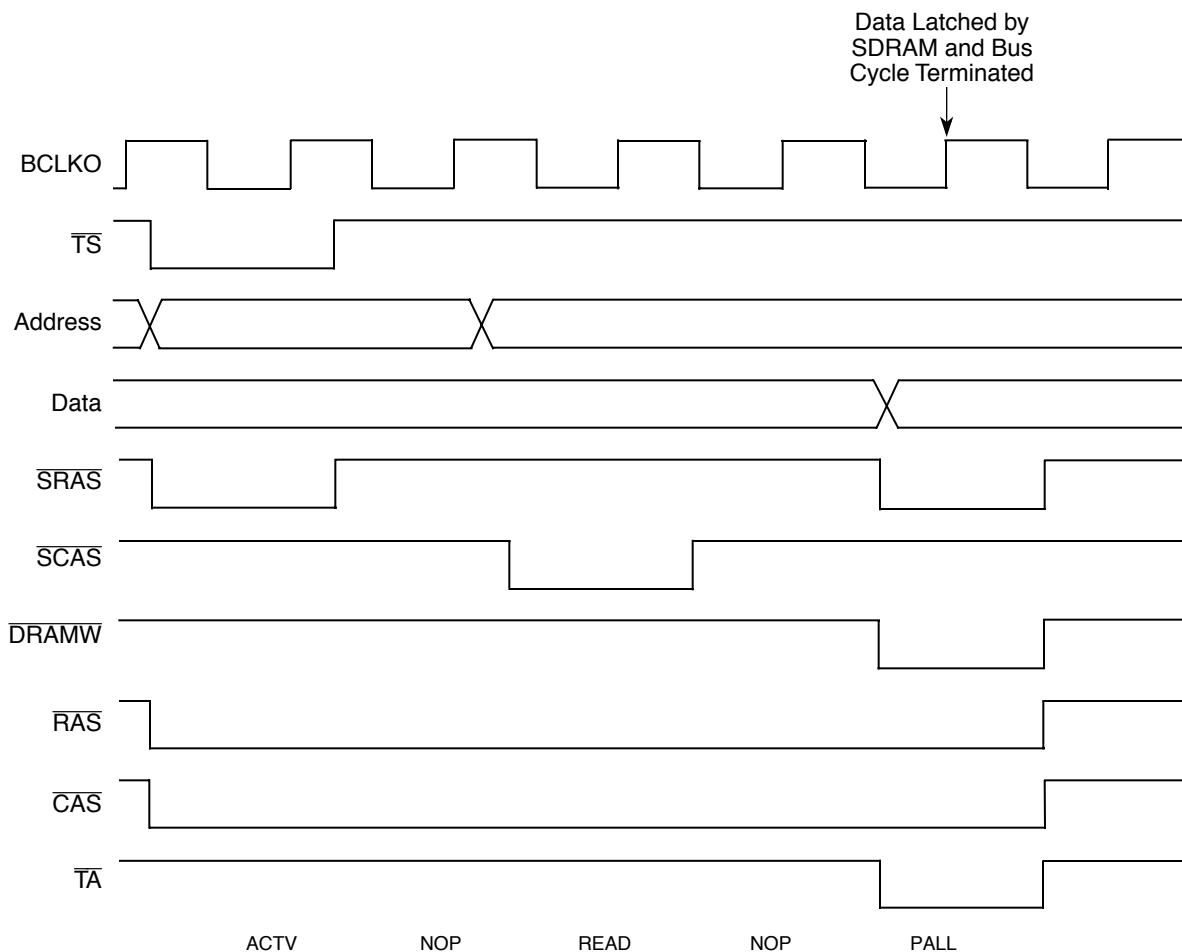 Data Latched by
SDRAM and Bus
Cycle Terminated
BCLKO
TS
Address
Data
SRAS
SCAS
DRAMW
RAS
CAS
TA
ACTV NOP READ NOP PALL